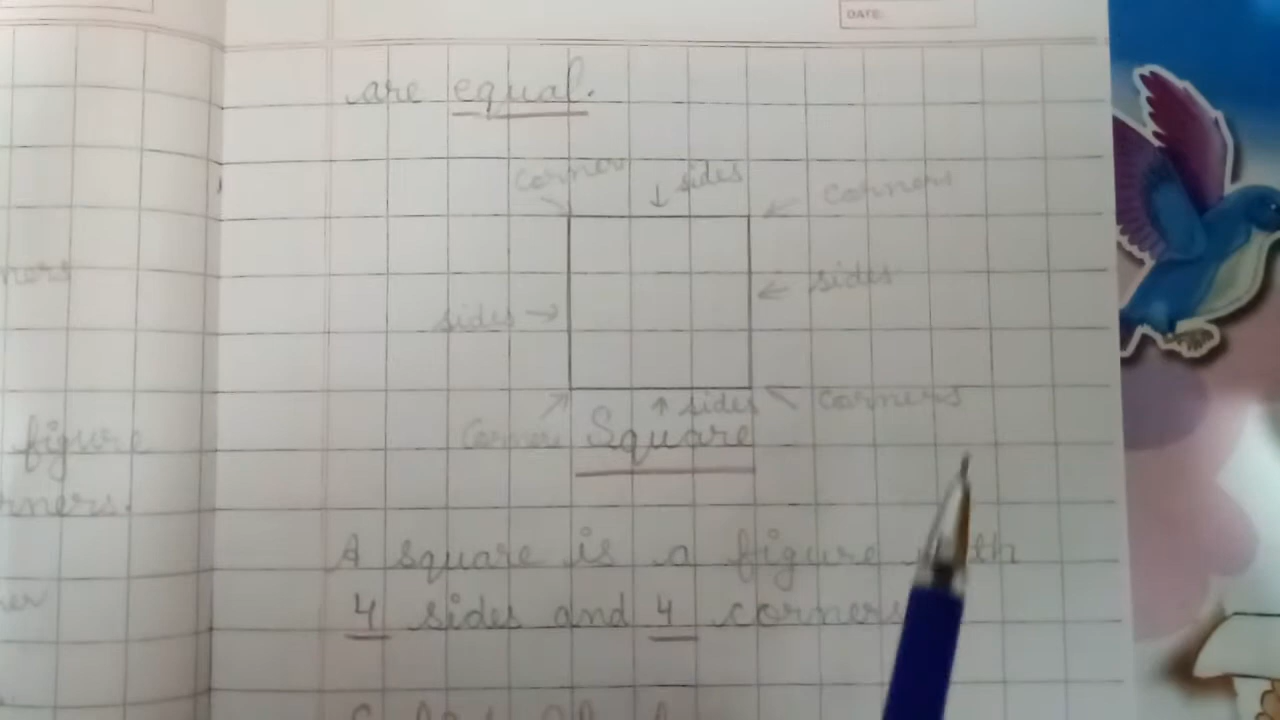 DATE:
are equal.
corner
sides
corners
sides
sides
sides
corners
Corner
Square
figure
A square is a figure
4 sides and 4 corners